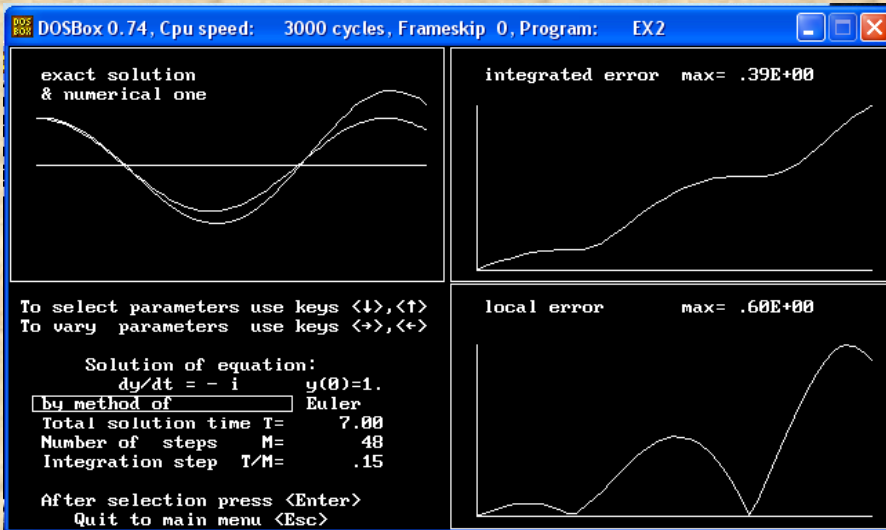 DOSBox 0.74, Cpu speed: 3000 cycles, Frameskip 0, Program: EX2
exact solution
& numerical one
integrated error max= .39E+00
To select parameters use keys <↓>,<↑>
To vary parameters use keys <→>,<←>
Solution of equation:
dy/dt = - i y(0)=1.
by method of Euler
Total solution time T= 7.00
Number of steps M= 48
Integration step T/M= .15
After selection press <Enter>
Quit to main menu <Esc>
local error max= .60E+00